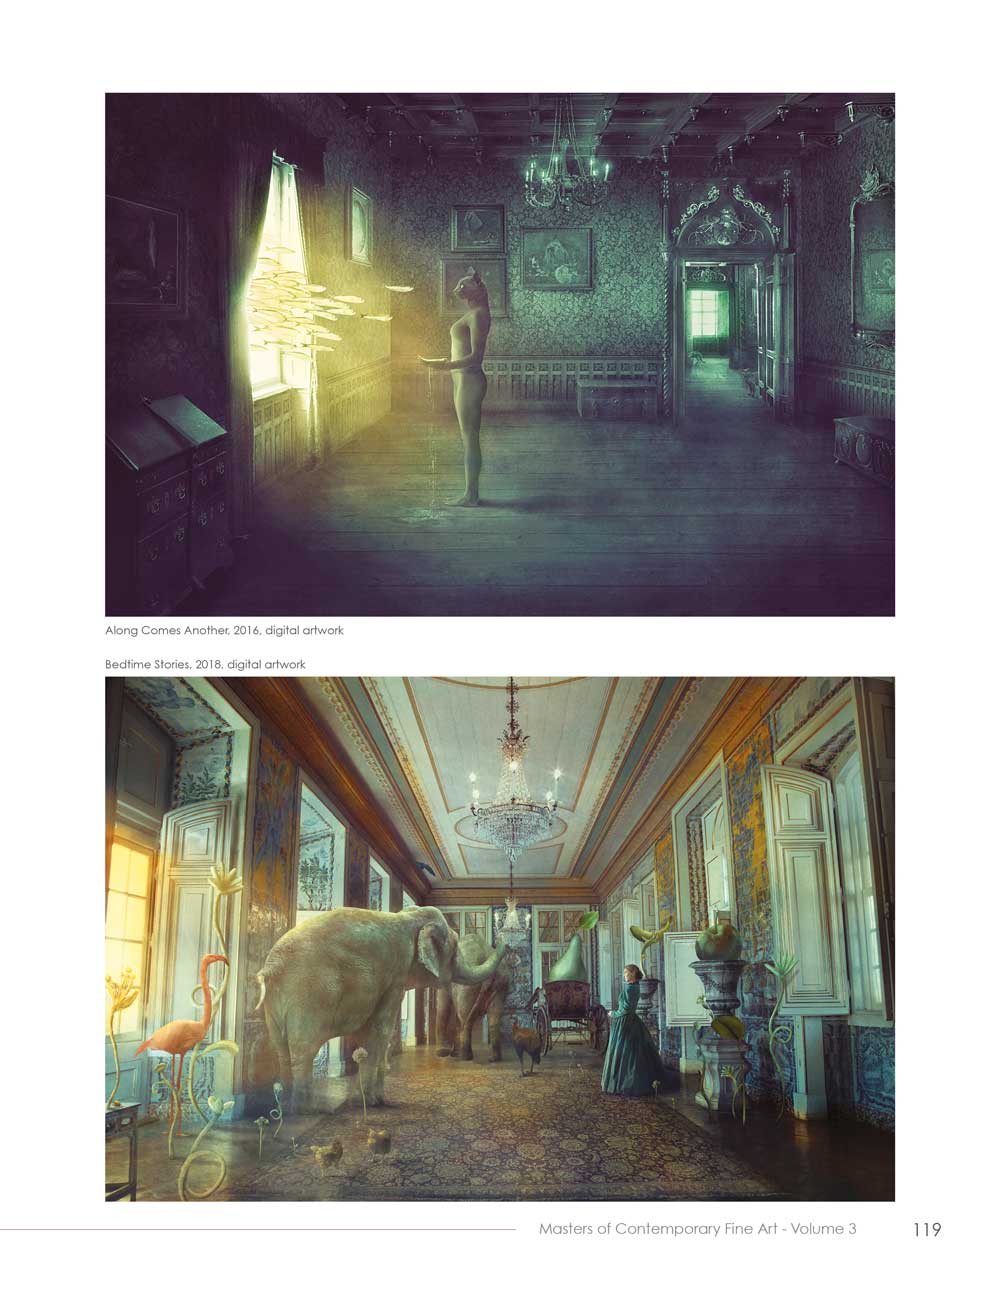 Along Comes Another, 2016, digital artwork
Bedtime Stories, 2018, digital artwork
Masters of Contemporary Fine Art - Volume 3
119